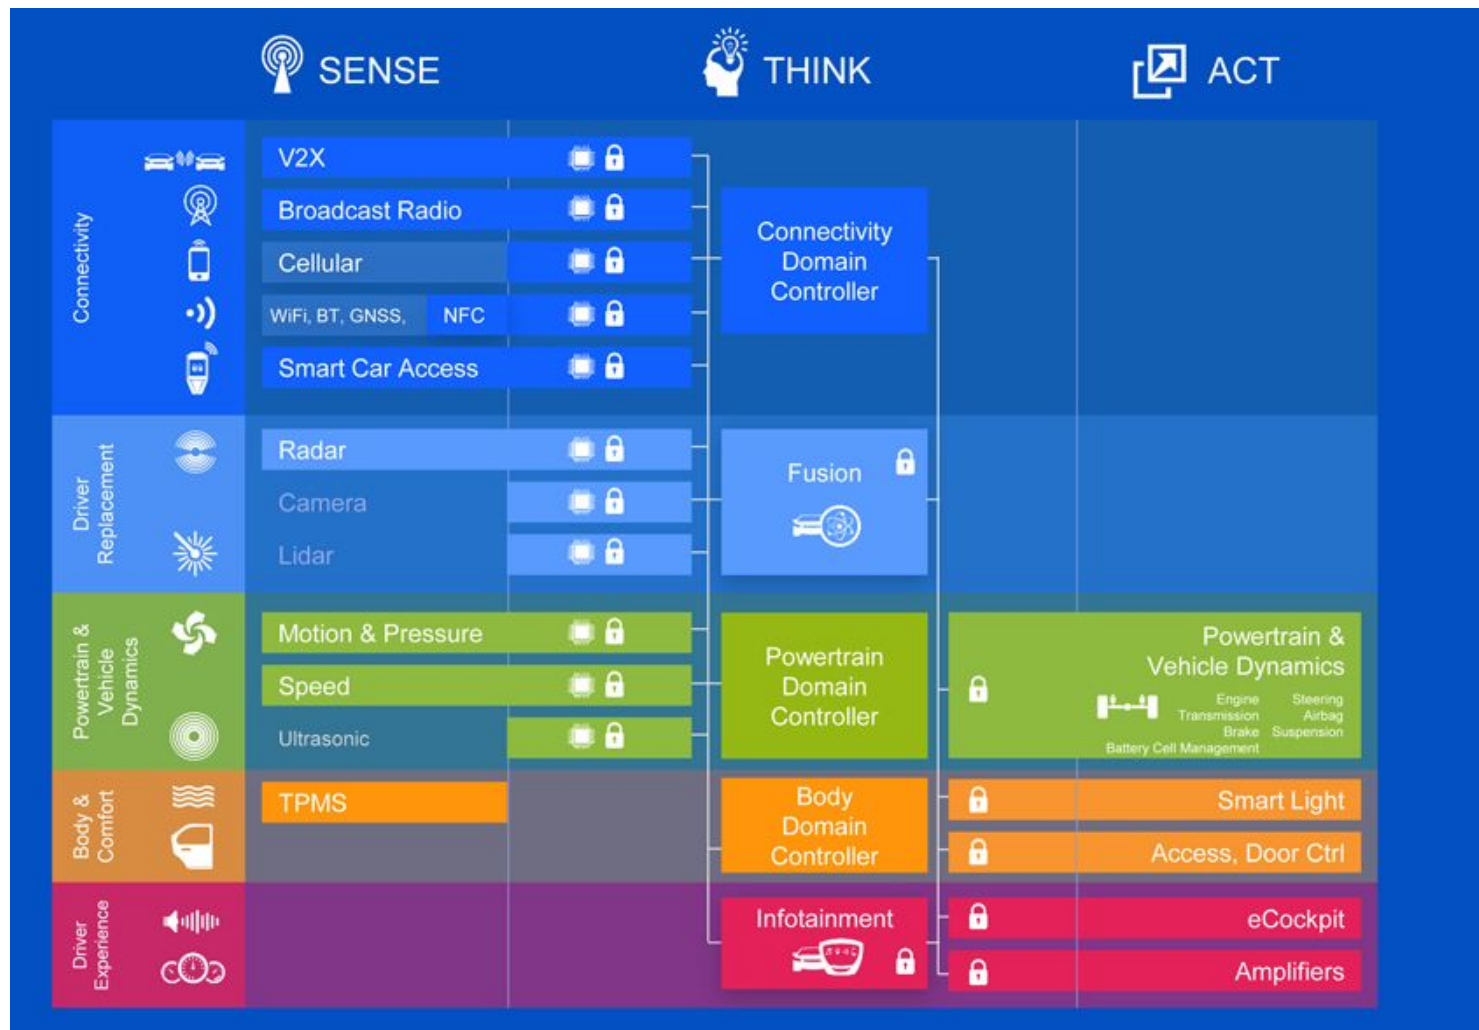 SENSE
THINK
ACT
Connectivity
V2X
Broadcast Radio
Cellular
WiFi, BT, GNSS,
NFC
Smart Car Access
Connectivity
Domain
Controller
Driver
Replacement
Radar
Camera
Lidar
Fusion
Powertrain &
Vehicle
Dynamics
Motion & Pressure
Speed
Ultrasonic
Powertrain
Domain
Controller
Powertrain &
Vehicle Dynamics
Engine Steering
Transmission Airbag
Brake Suspension
Battery Cell Management
Body &
Comfort
TPMS
Body
Domain
Controller
Smart Light
Access, Door Ctrl
Driver
Experience
Infotainment
eCockpit
Amplifiers